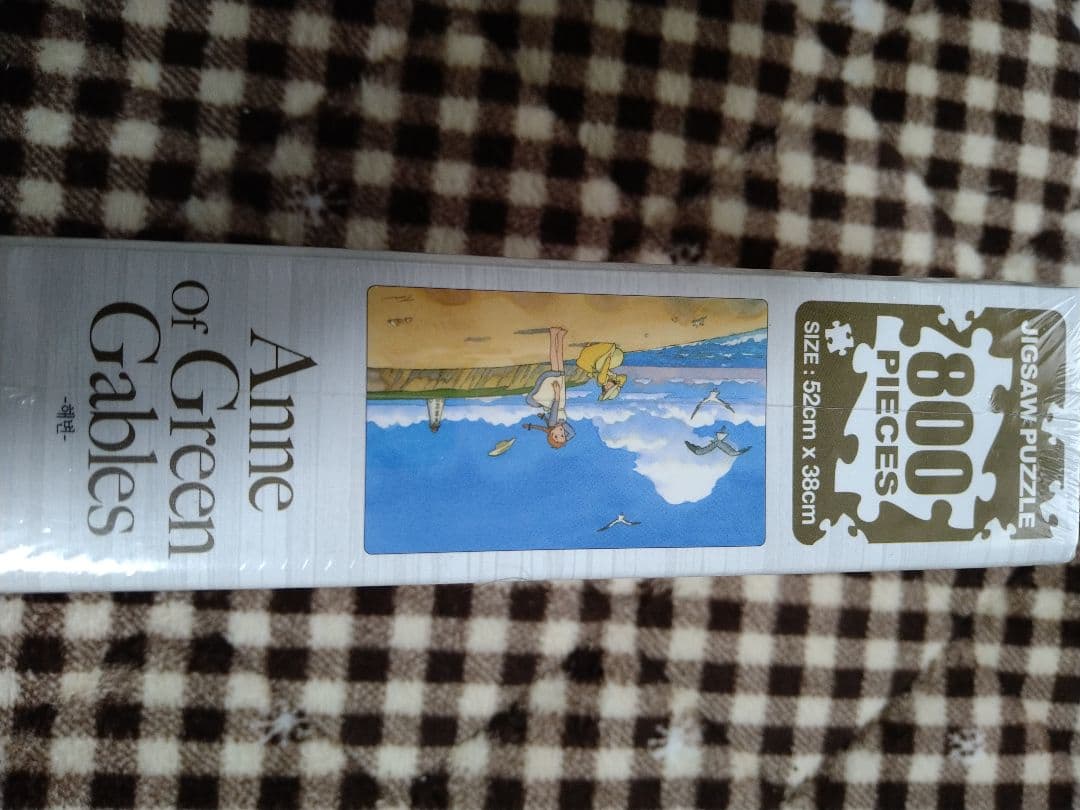 JIGSAW PUZZLE
800
PIECES
SIZE : 52cm x 38cm
Anne
of Green
Gables
-해변-